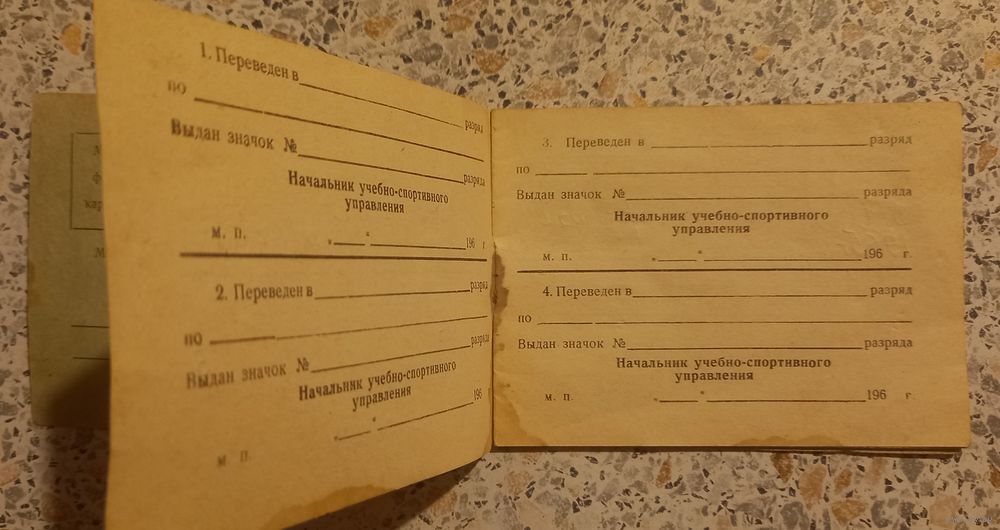 1. Переведен в разряд
по
Выдан значок № разряда
Начальник учебно-спортивного
управления
м. п. „ “ 196 г
2. Переведен в разряд
по
Выдан значок № разряда
Начальник учебно-спортивного
управления
„ “ 196 г
м. п.
3. Переведен в разряд
по
Выдан значок № разряда
Начальник учебно-спортивного
управления
м. п. „ “ 196 г.
4. Переведен в разряд
по
Выдан значок № разряда
Начальник учебно-спортивного
управления
м. п. „ “ 196 г.